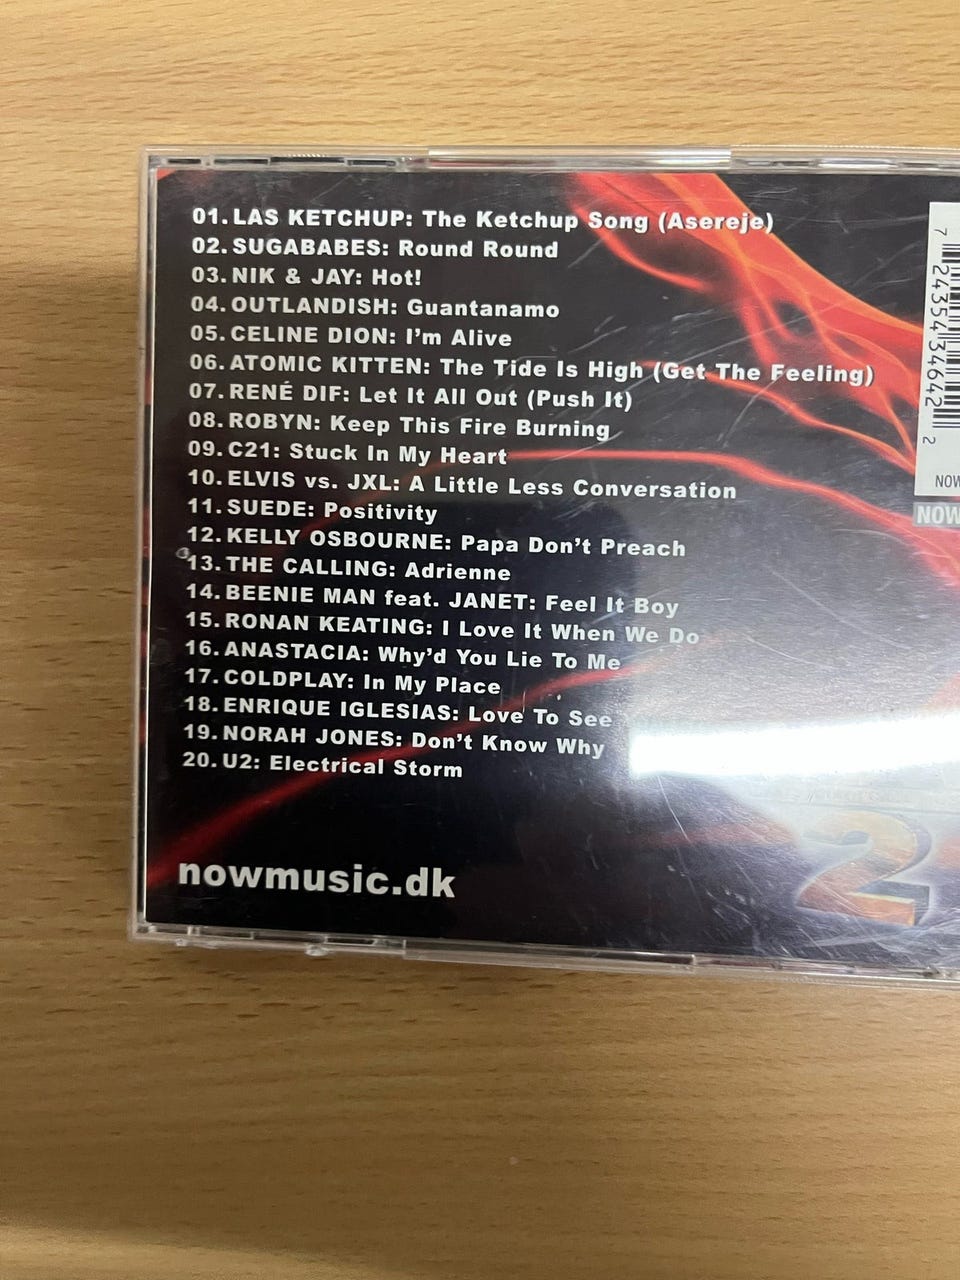 01. LAS KETCHUP: The Ketchup Song (Asereje)
02. SUGABABES: Round Round
03. NIK & JAY: Hot!
04. OUTLANDISH: Guantanamo
05. CELINE DION: I'm Alive
06. ATOMIC KITTEN: The Tide Is High (Get The Feeling)
07. RENÉ DIF: Let It All Out (Push It)
08. ROBYN: Keep This Fire Burning
09. C21: Stuck In My Heart
10. ELVIS vs. JXL: A Little Less Conversation
11. SUEDE: Positivity
12. KELLY OSBOURNE: Papa Don't Preach
13. THE CALLING: Adrienne
14. BEENIE MAN feat. JANET: Feel It Boy
15. RONAN KEATING: I Love It When We Do
16. ANASTACIA: Why'd You Lie To Me
17. COLDPLAY: In My Place
18. ENRIQUE IGLESIAS: Love To See
19. NORAH JONES: Don't Know Why
20. U2: Electrical Storm
nowmusic.dk
7 24354 34642 2
NOW
NOW
2